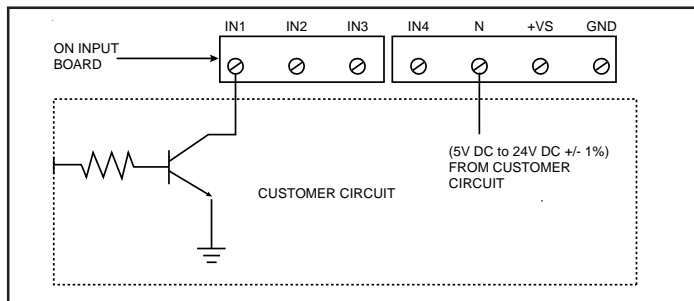 IN1 IN2 IN3 IN4 N +VS GND
ON INPUT
BOARD
(5V DC to 24V DC +/- 1%)
FROM CUSTOMER
CIRCUIT
CUSTOMER CIRCUIT